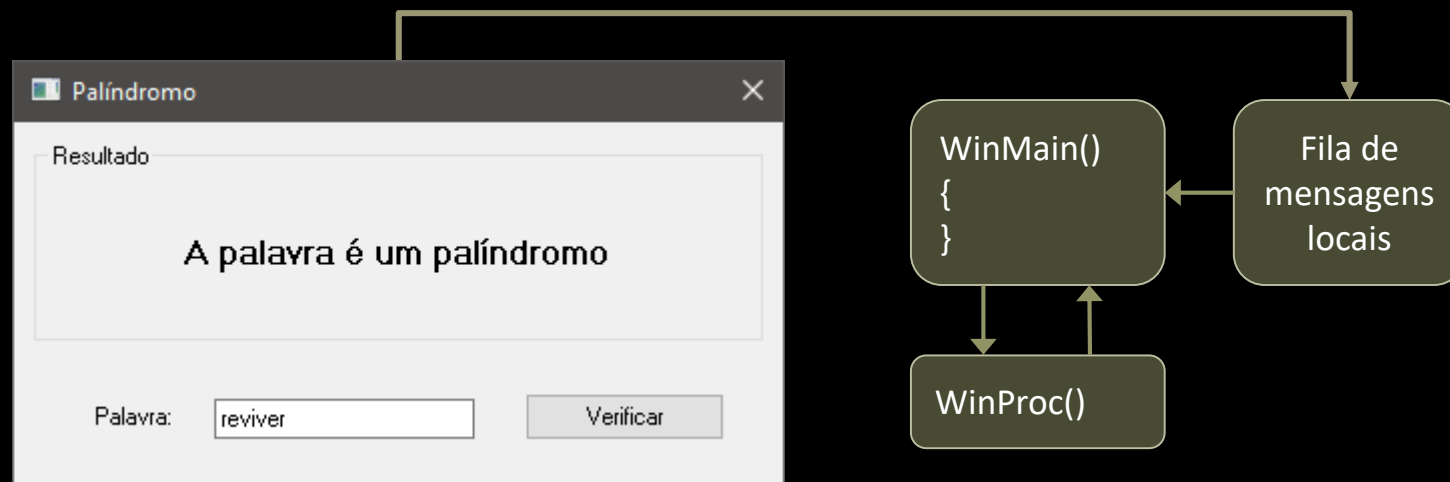 Palíndromo
Resultado
A palavra é um palíndromo
Palavra:
reviver
Verificar
WinMain()
{
}
WinProc()
Fila de
mensagens
locais